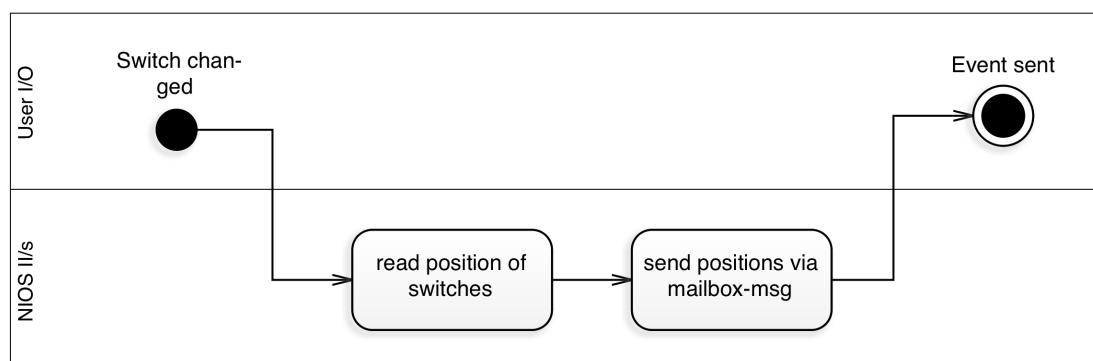 User I/O
Switch chan-
ged
Event sent
NIOS II/s
read position of
switches
send positions via
mailbox-msg